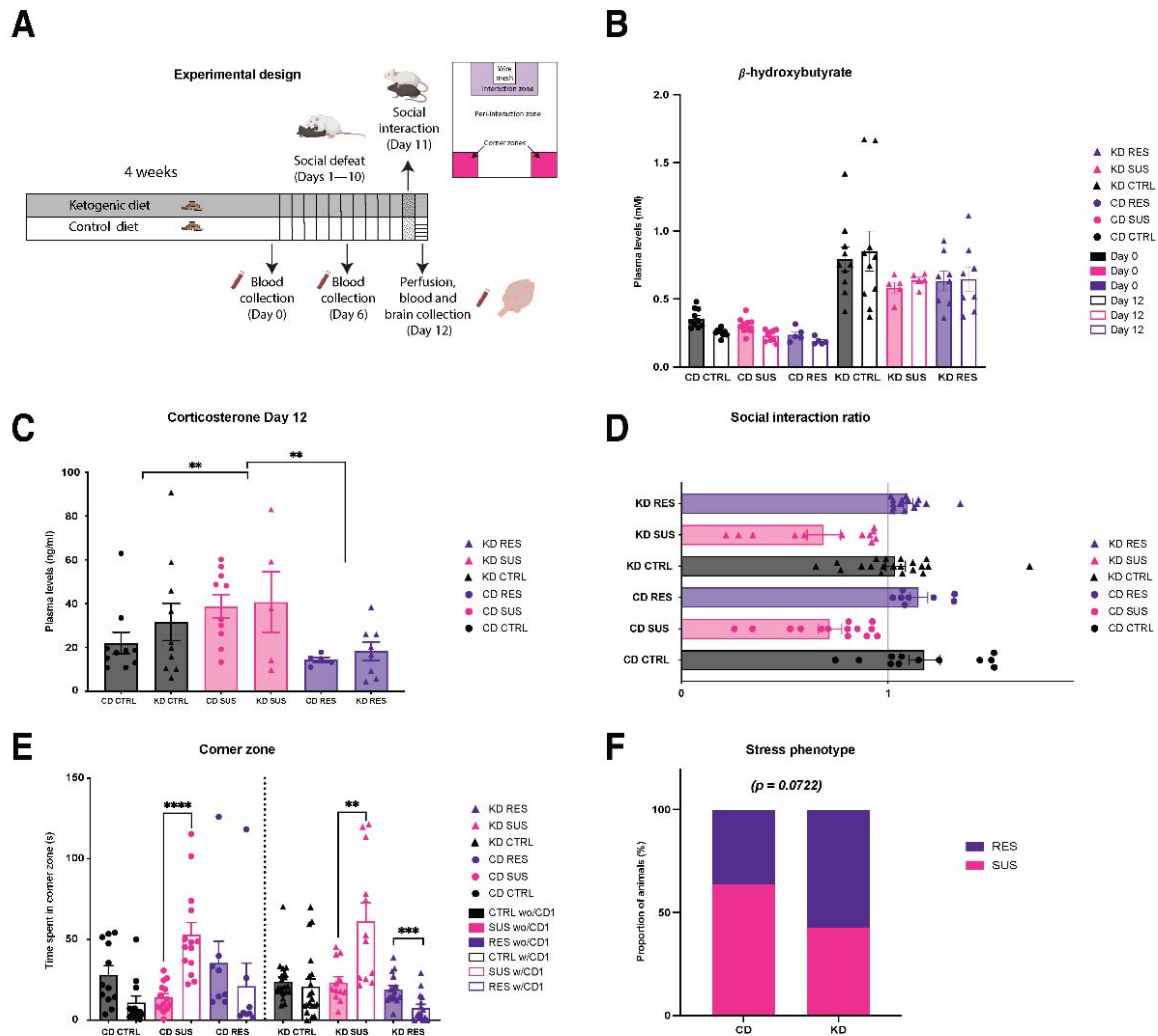 A
Experimental design
4 weeks
Ketogenic diet
Control diet
Social defeat
(Days 1—10)
Social
interaction
(Day 11)
Wire
mesh
Interaction zone
Peri-interaction zone
Corner zones
Blood
collection
(Day 0)
Blood
collection
(Day 6)
Perfusion,
blood and
brain collection
(Day 12)
B
β-hydroxybutyrate
Plasma levels (mM)
2.0
1.5
1.0
0.5
0.0
CD CTRL
CD SUS
CD RES
KD CTRL
KD SUS
KD RES
KD RES
KD SUS
KD CTRL
CD RES
CD SUS
CD CTRL
Day 0
Day 0
Day 0
Day 12
Day 12
Day 12
C
Corticosterone Day 12
Plasma levels (ng/ml)
100
80
60
40
20
0
**
**
CD CTRL
KD CTRL
CD SUS
KD SUS
CD RES
KD RES
KD RES
KD SUS
KD CTRL
CD RES
CD SUS
CD CTRL
D
Social interaction ratio
KD RES
KD SUS
KD CTRL
CD RES
CD SUS
CD CTRL
0
1
KD RES
KD SUS
KD CTRL
CD RES
CD SUS
CD CTRL
E
Corner zone
Time spent in corner zone (s)
150
100
50
0
****
**
***
CD CTRL
CD SUS
CD RES
KD CTRL
KD SUS
KD RES
KD RES
KD SUS
KD CTRL
CD RES
CD SUS
CD CTRL
CTRL wo/CD1
SUS wo/CD1
RES wo/CD1
CTRL w/CD1
SUS w/CD1
RES w/CD1
F
Stress phenotype
(p = 0.0722)
Proportion of animals (%)
100
50
0
CD
KD
RES
SUS